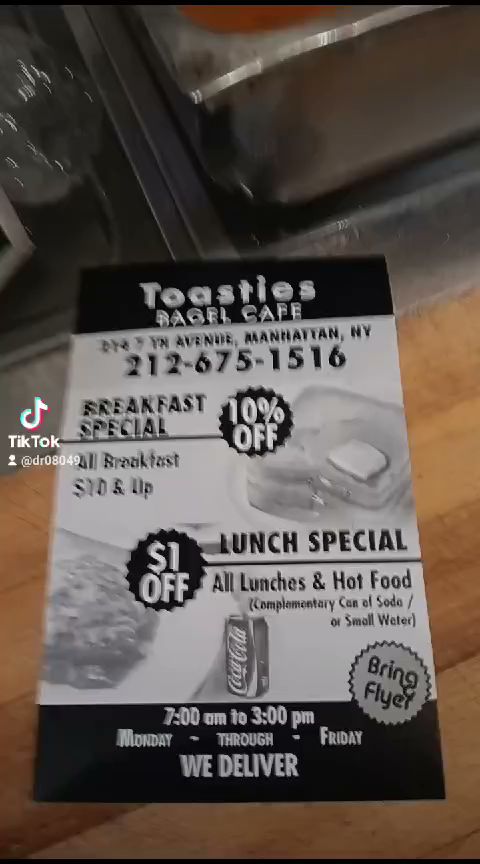 Toasties
BAGEL CAFE
7 TH AVENUE, MANHATTAN, NY
212-675-1516
BREAKFAST
SPECIAL
10%
OFF
All Breakfast
$10 & Up
TikTok
@dr08049
$1
OFF
LUNCH SPECIAL
All Lunches & Hot Food
(Complementary Can of Soda /
or Small Water)
Coca-Cola
Bring
Flyer
7:00 am to 3:00 pm
MONDAY - THROUGH - FRIDAY
WE DELIVER